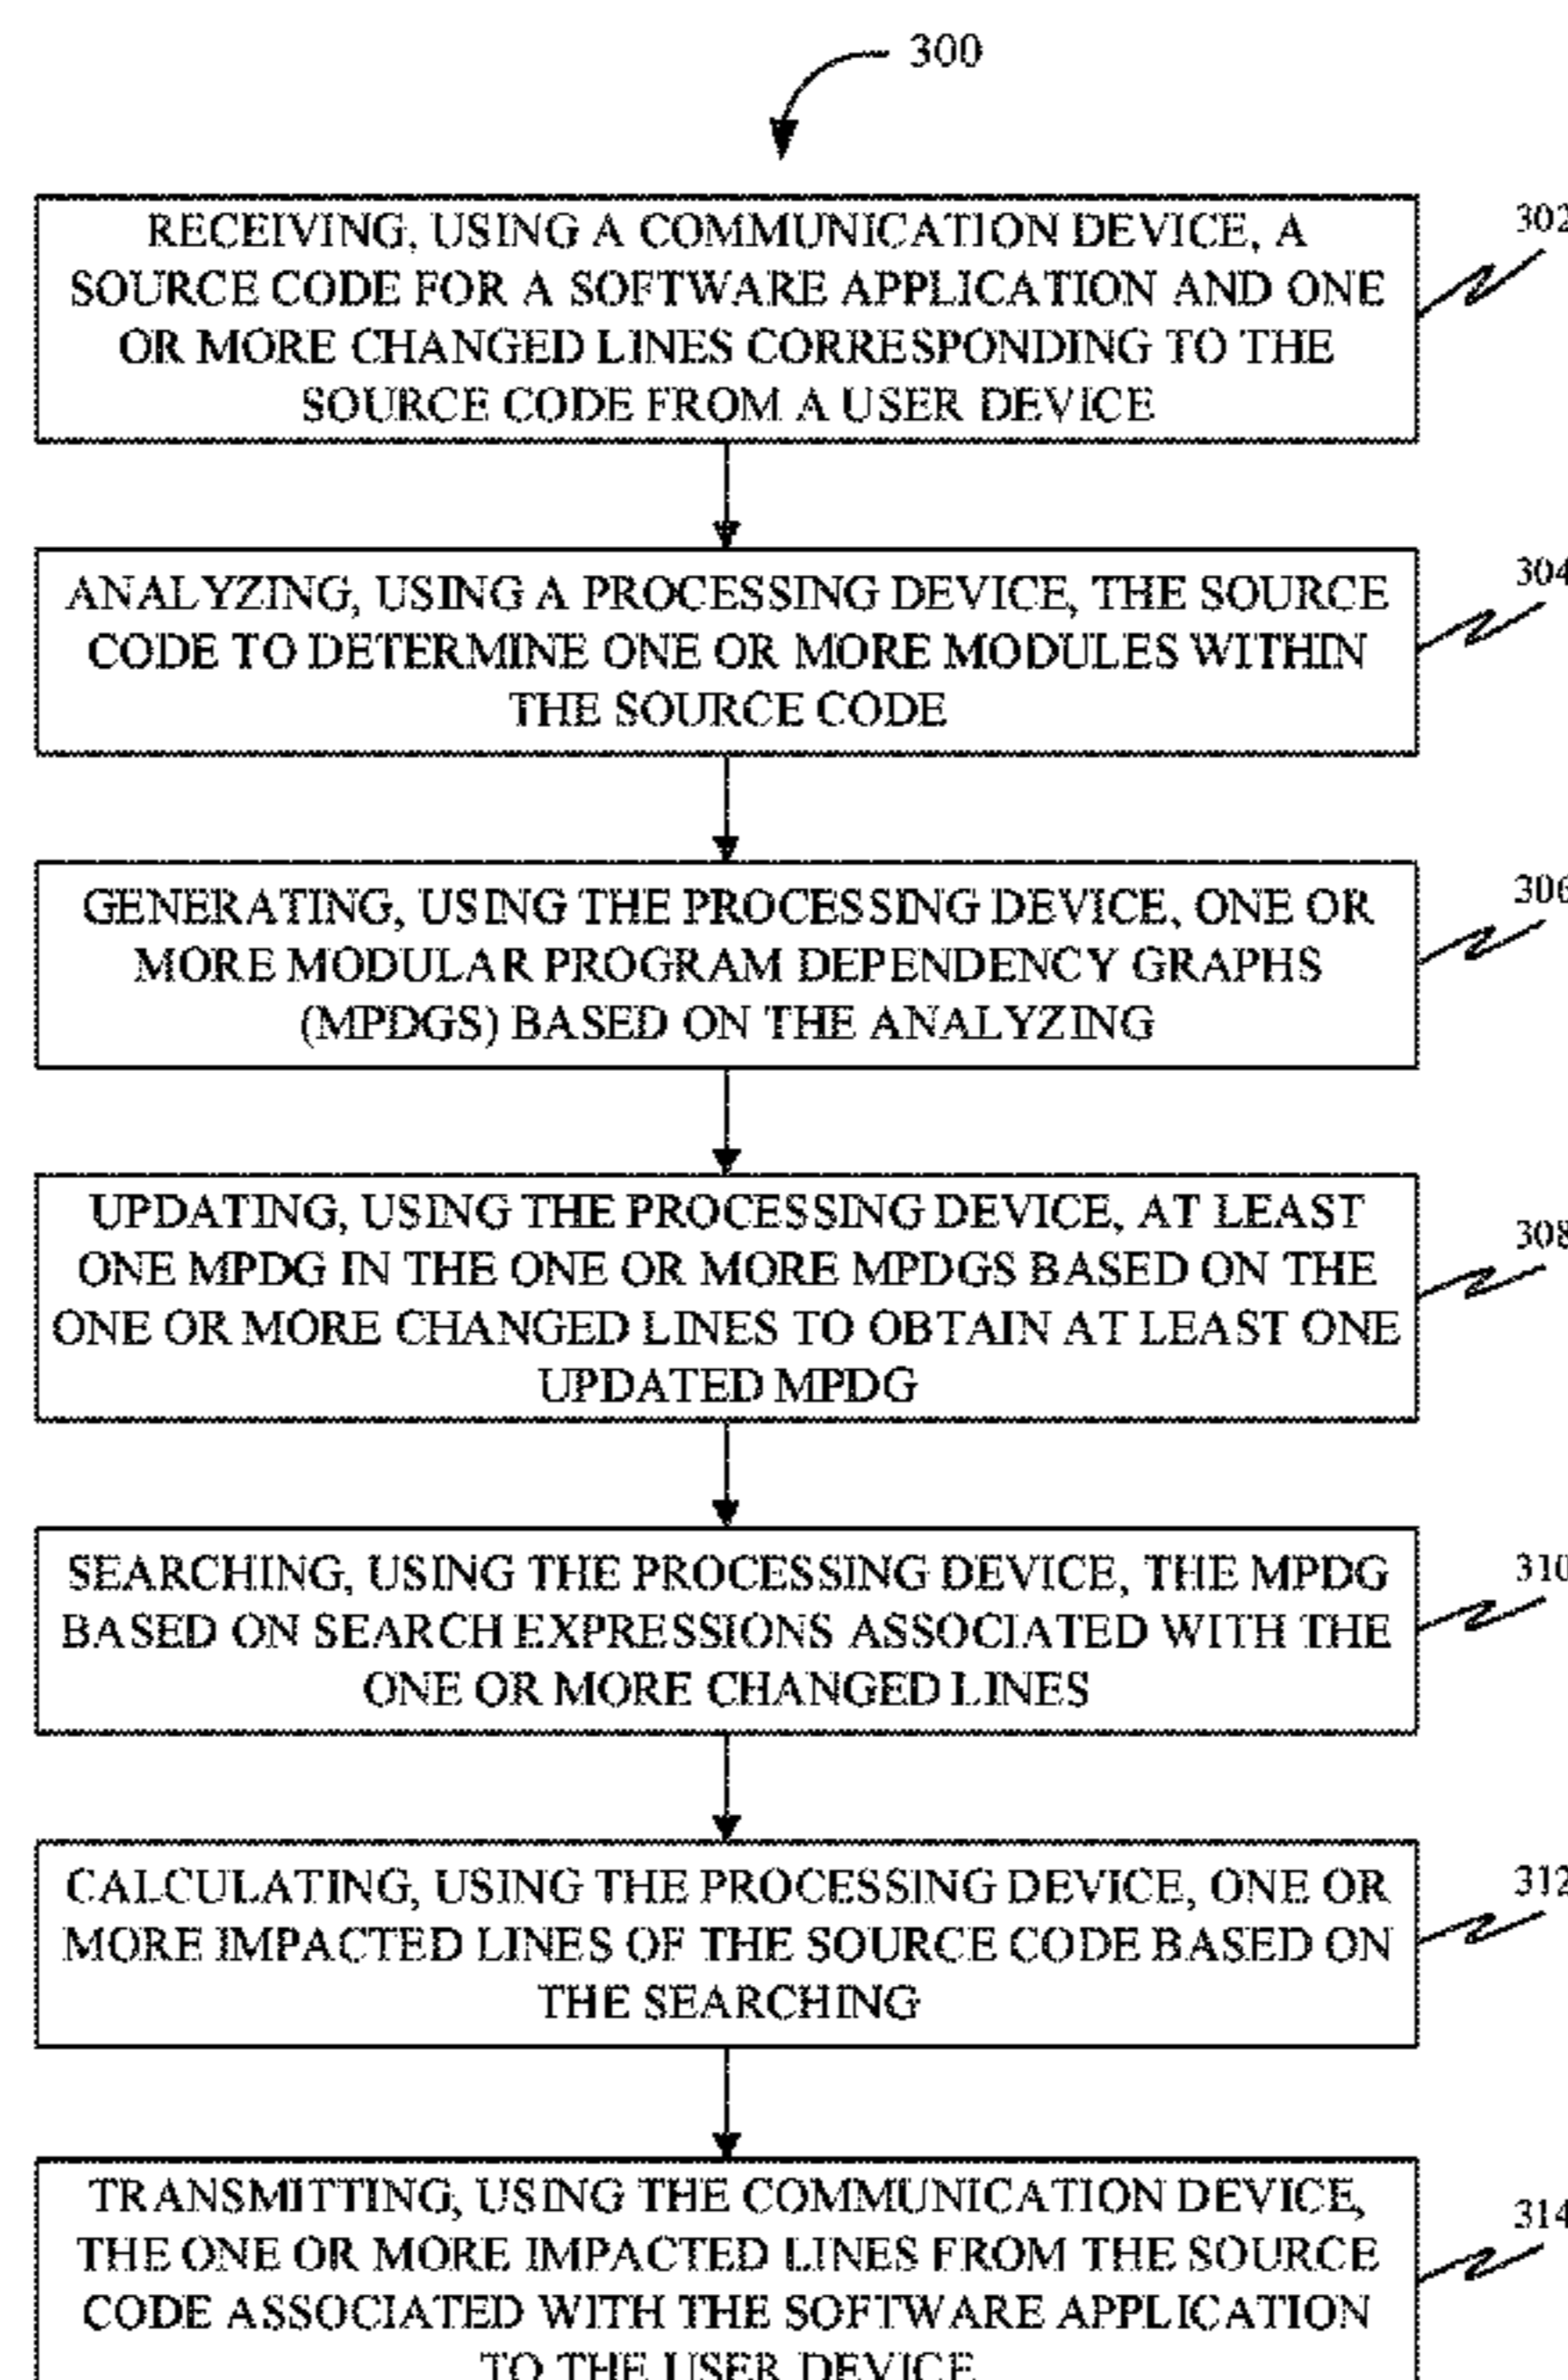 300
302
RECEIVING, USING A COMMUNICATION DEVICE, A
SOURCE CODE FOR A SOFTWARE APPLICATION AND ONE
OR MORE CHANGED LINES CORRESPONDING TO THE
SOURCE CODE FROM A USER DEVICE
304
ANALYZING, USING A PROCESSING DEVICE, THE SOURCE
CODE TO DETERMINE ONE OR MORE MODULES WITHIN
THE SOURCE CODE
306
GENERATING, USING THE PROCESSING DEVICE, ONE OR
MORE MODULAR PROGRAM DEPENDENCY GRAPHS
(MPDGS) BASED ON THE ANALYZING
308
UPDATING, USING THE PROCESSING DEVICE, AT LEAST
ONE MPDG IN THE ONE OR MORE MPDGS BASED ON THE
ONE OR MORE CHANGED LINES TO OBTAIN AT LEAST ONE
UPDATED MPDG
310
SEARCHING, USING THE PROCESSING DEVICE, THE MPDG
BASED ON SEARCH EXPRESSIONS ASSOCIATED WITH THE
ONE OR MORE CHANGED LINES
312
CALCULATING, USING THE PROCESSING DEVICE, ONE OR
MORE IMPACTED LINES OF THE SOURCE CODE BASED ON
THE SEARCHING
314
TRANSMITTING, USING THE COMMUNICATION DEVICE,
THE ONE OR MORE IMPACTED LINES FROM THE SOURCE
CODE ASSOCIATED WITH THE SOFTWARE APPLICATION
TO THE USER DEVICE